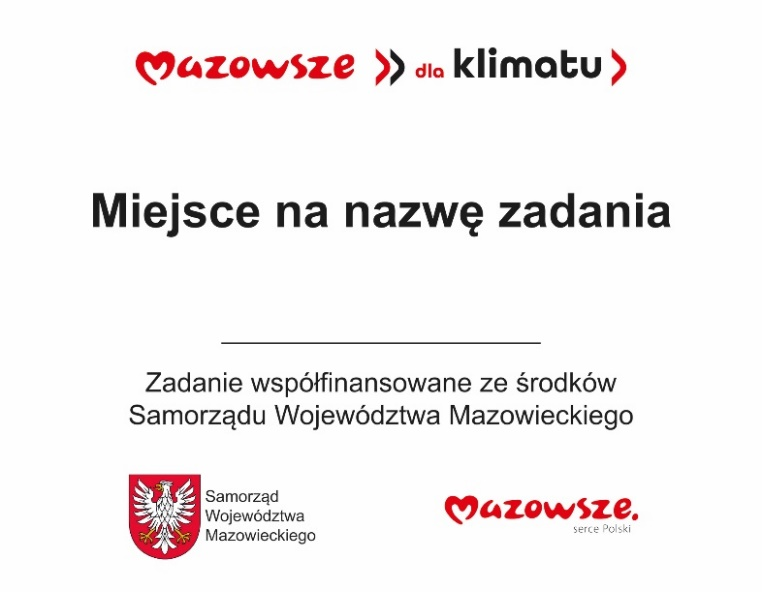 Mazowsze dla klimatu
Miejsce na nazwę zadania
Zadanie współfinansowane ze środków
Samorządu Województwa Mazowieckiego
Samorząd
Województwa
Mazowieckiego
Mazowsze.
serce Polski